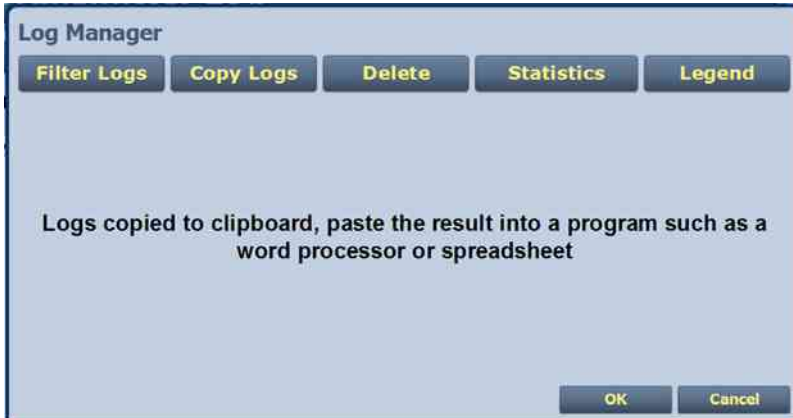 Log Manager
Filter Logs Copy Logs Delete Statistics Legend
Logs copied to clipboard, paste the result into a program such as a
word processor or spreadsheet
OK Cancel